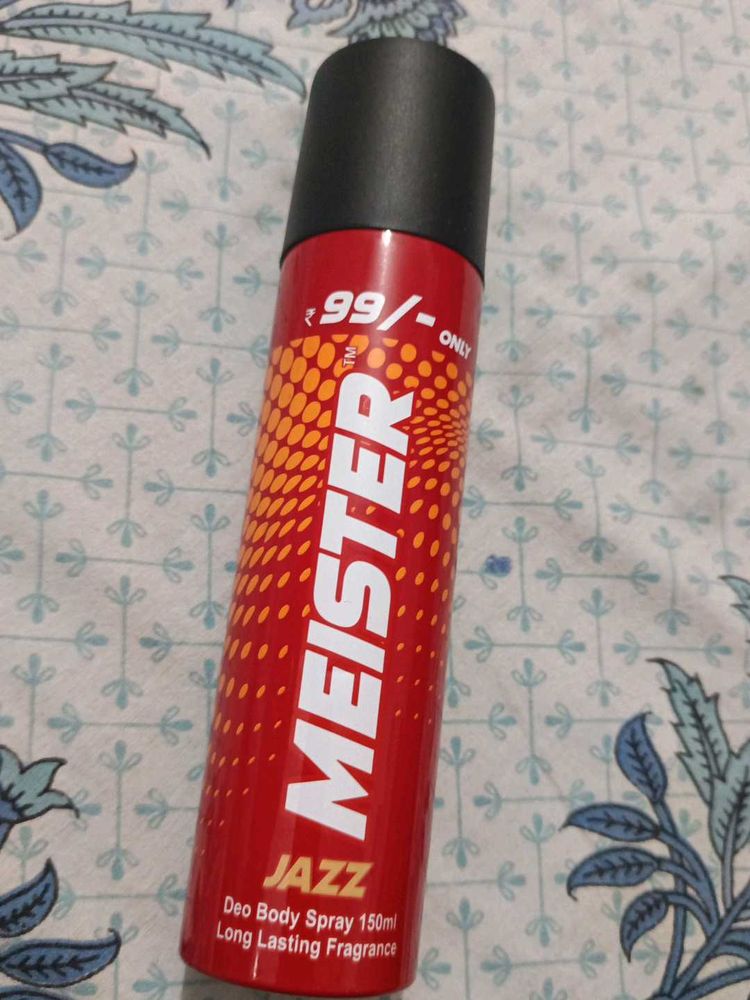 ₹ 99/- ONLY
MEISTER™
JAZZ
Deo Body Spray 150ml
Long Lasting Fragrance